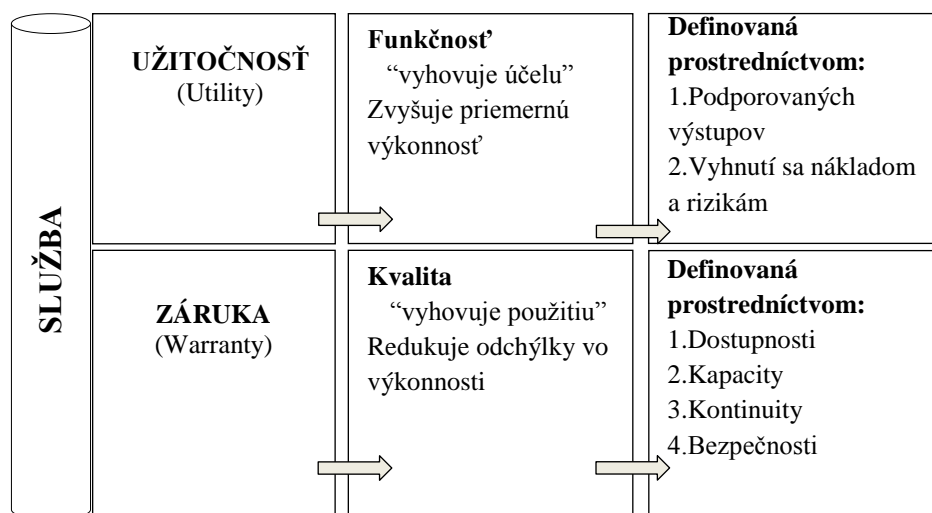 SLUŽBA
UŽITOČNOSŤ
(Utility)
Funkčnosť
“vyhovuje účelu”
Zvyšuje priemernú
výkonnosť
Definovaná
prostredníctvom:
1.Podporovaných
výstupov
2.Vyhnutí sa nákladom
a rizikám
ZÁRUKA
(Warranty)
Kvalita
“vyhovuje použitiu”
Redukuje odchýlky vo
výkonnosti
Definovaná
prostredníctvom:
1.Dostupnosti
2.Kapacity
3.Kontinuity
4.Bezpečnosti